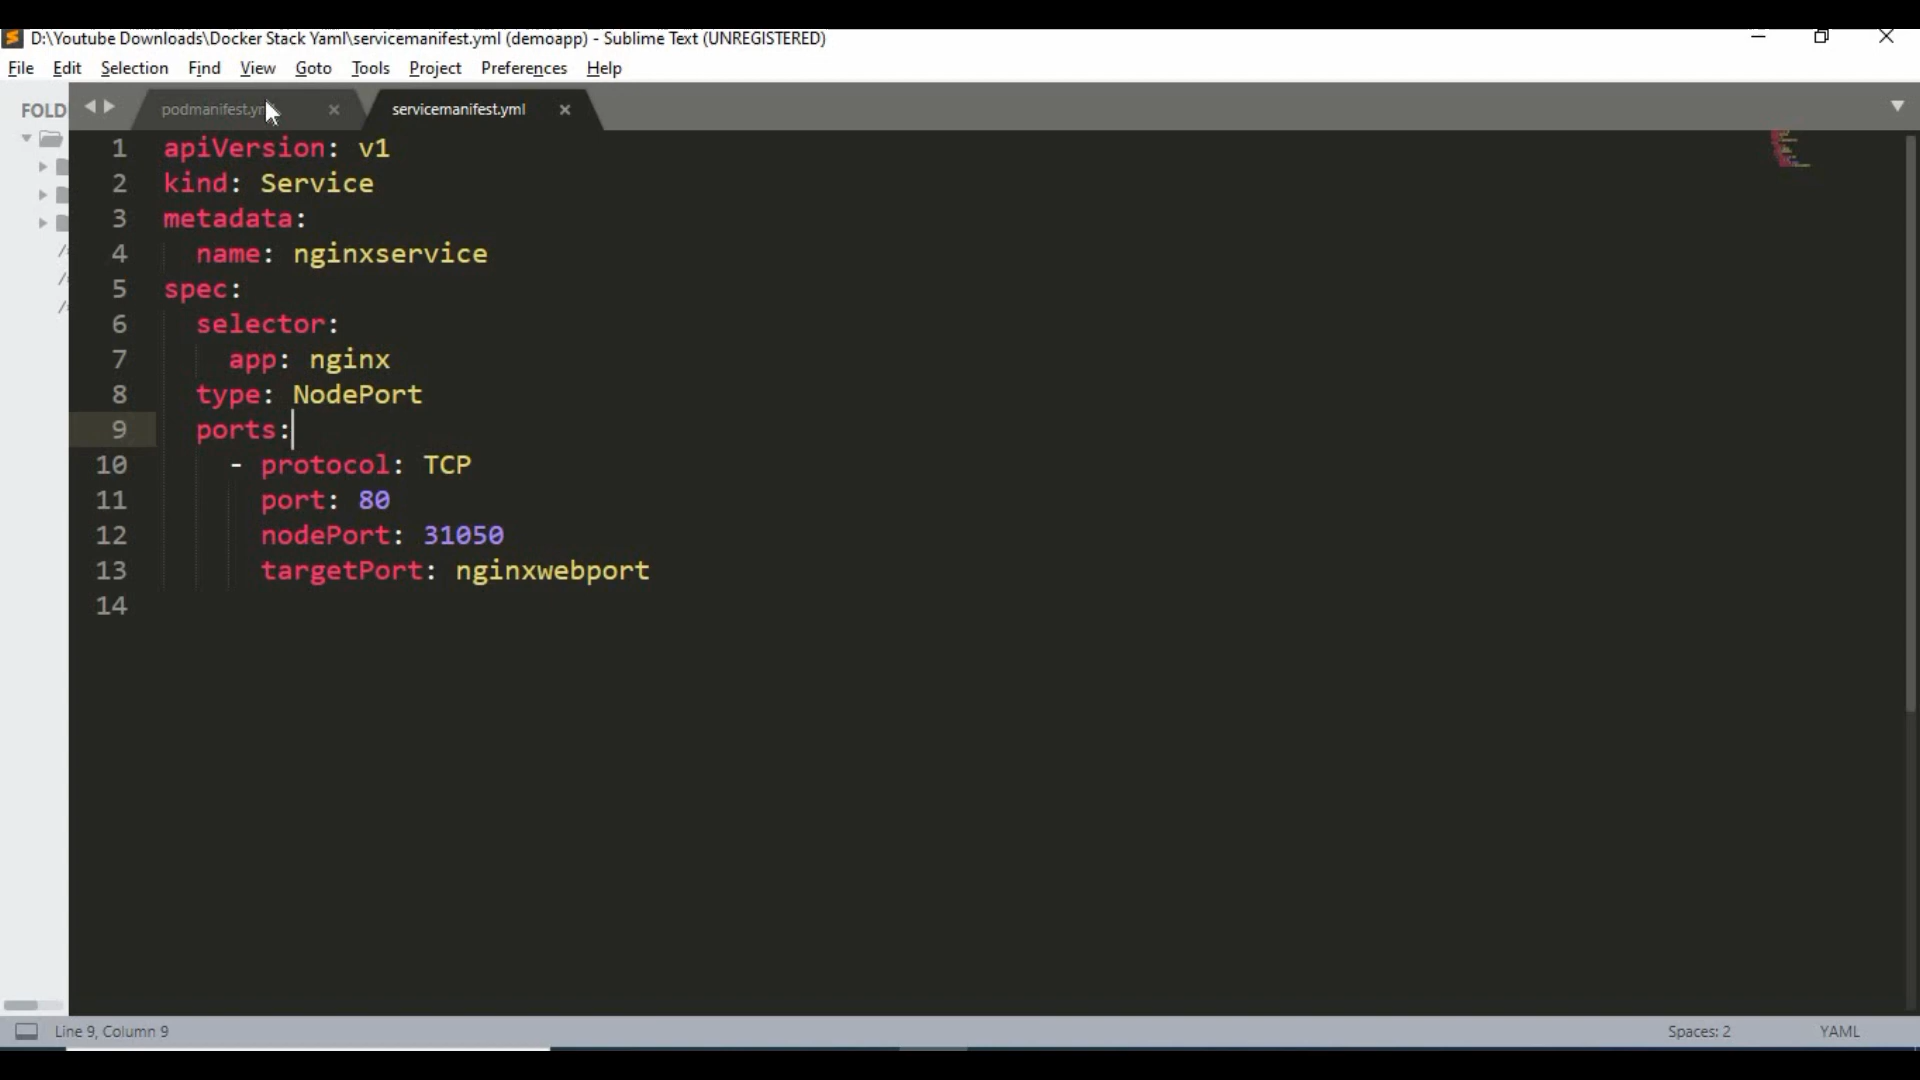 D:\Youtube Downloads\Docker Stack Yaml\servicemanifest.yml (demoapp) - Sublime Text (UNREGISTERED)
File Edit Selection Find View Goto Tools Project Preferences Help
FOLD
servicemanifest.yml
1 apiVersion: v1
2 kind: Service
3 metadata:
4   name: nginxservice
5 spec:
6   selector:
7     app: nginx
8   type: NodePort
9   ports:
10     - protocol: TCP
11       port: 80
12       nodePort: 31050
13       targetPort: nginxwebport
14
Line 9, Column 9
Spaces: 2
YAML